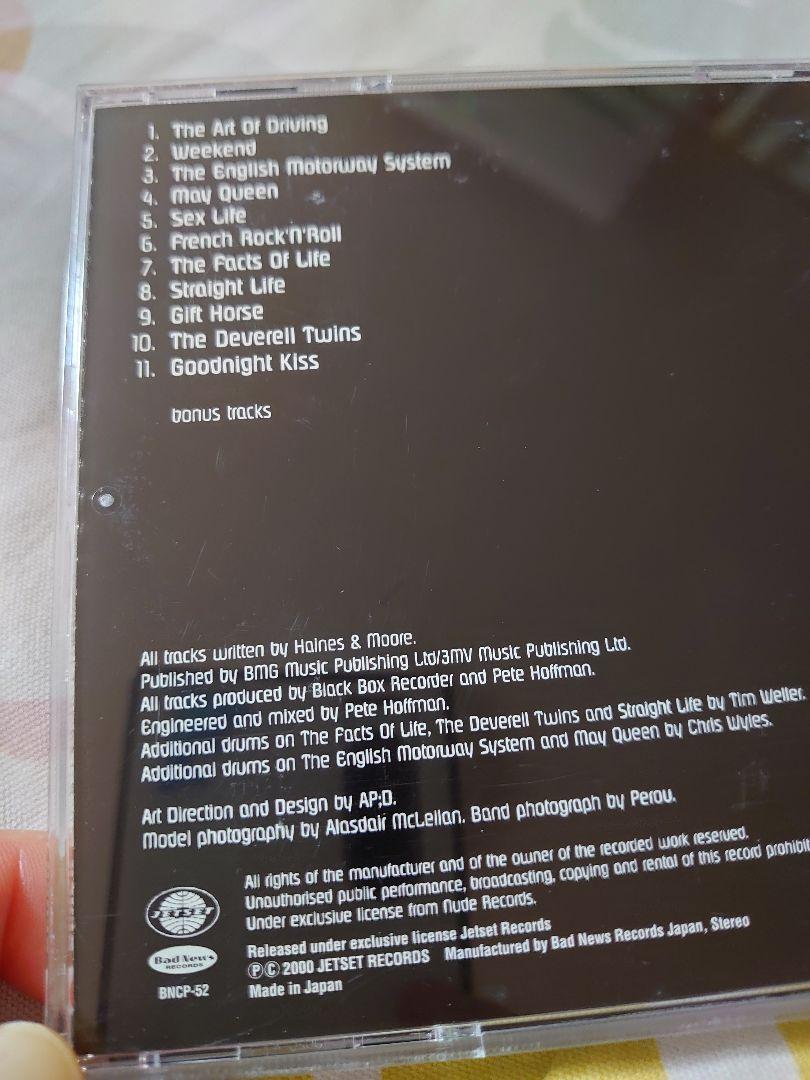 1. The Art Of Driving
2. Weekend
3. The English Motorway System
4. May Queen
5. Sex Life
6. French Rock'N'Roll
7. The Facts Of Life
8. Straight Life
9. Gift Horse
10. The Deverell Twins
11. Goodnight Kiss
bonus tracks
All tracks written by Haines & Moore.
Published by BMG Music Publishing Ltd/3MV Music Publishing Ltd.
All tracks produced by Black Box Recorder and Pete Hoffman.
Engineered and mixed by Pete Hoffman.
Additional drums on The Facts Of Life, The Deverell Twins and Straight Life by Tim Weller.
Additional drums on The English Motorway System and May Queen by Chris Wyles.
Art Direction and Design by AP;D.
Model photography by Alasdair McLellan. Band photograph by Perou.
All rights of the manufacturer and of the owner of the recorded work reserved.
Unauthorised public performance, broadcasting, copying and rental of this record prohibit
Under exclusive license from Nude Records.
JETSET
Released under exclusive license Jetset Records
Bad News
RECORDS
ⓅⒸ 2000 JETSET RECORDS Manufactured by Bad News Records Japan, Stereo
BNCP-52
Made in Japan